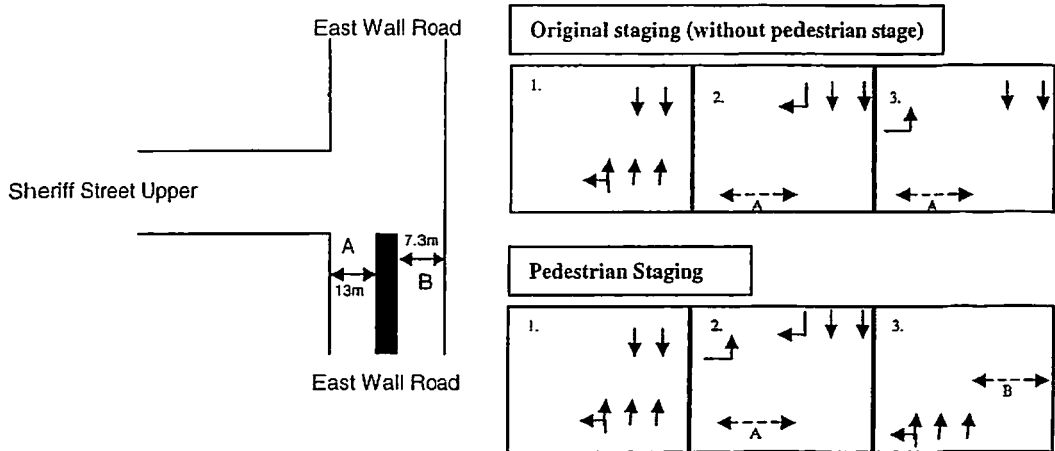 East Wall Road
Sheriff Street Upper
A
13m
7.3m
B
East Wall Road
Original staging (without pedestrian stage)
1.
2.
A
3.
A
Pedestrian Staging
1.
2.
A
3.
B